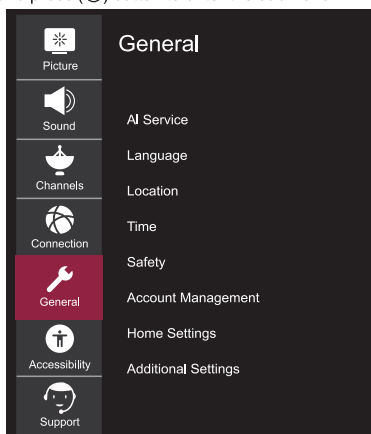 Picture
Sound
Channels
Connection
General
Accessibility
Support
General
AI Service
Language
Location
Time
Safety
Account Management
Home Settings
Additional Settings